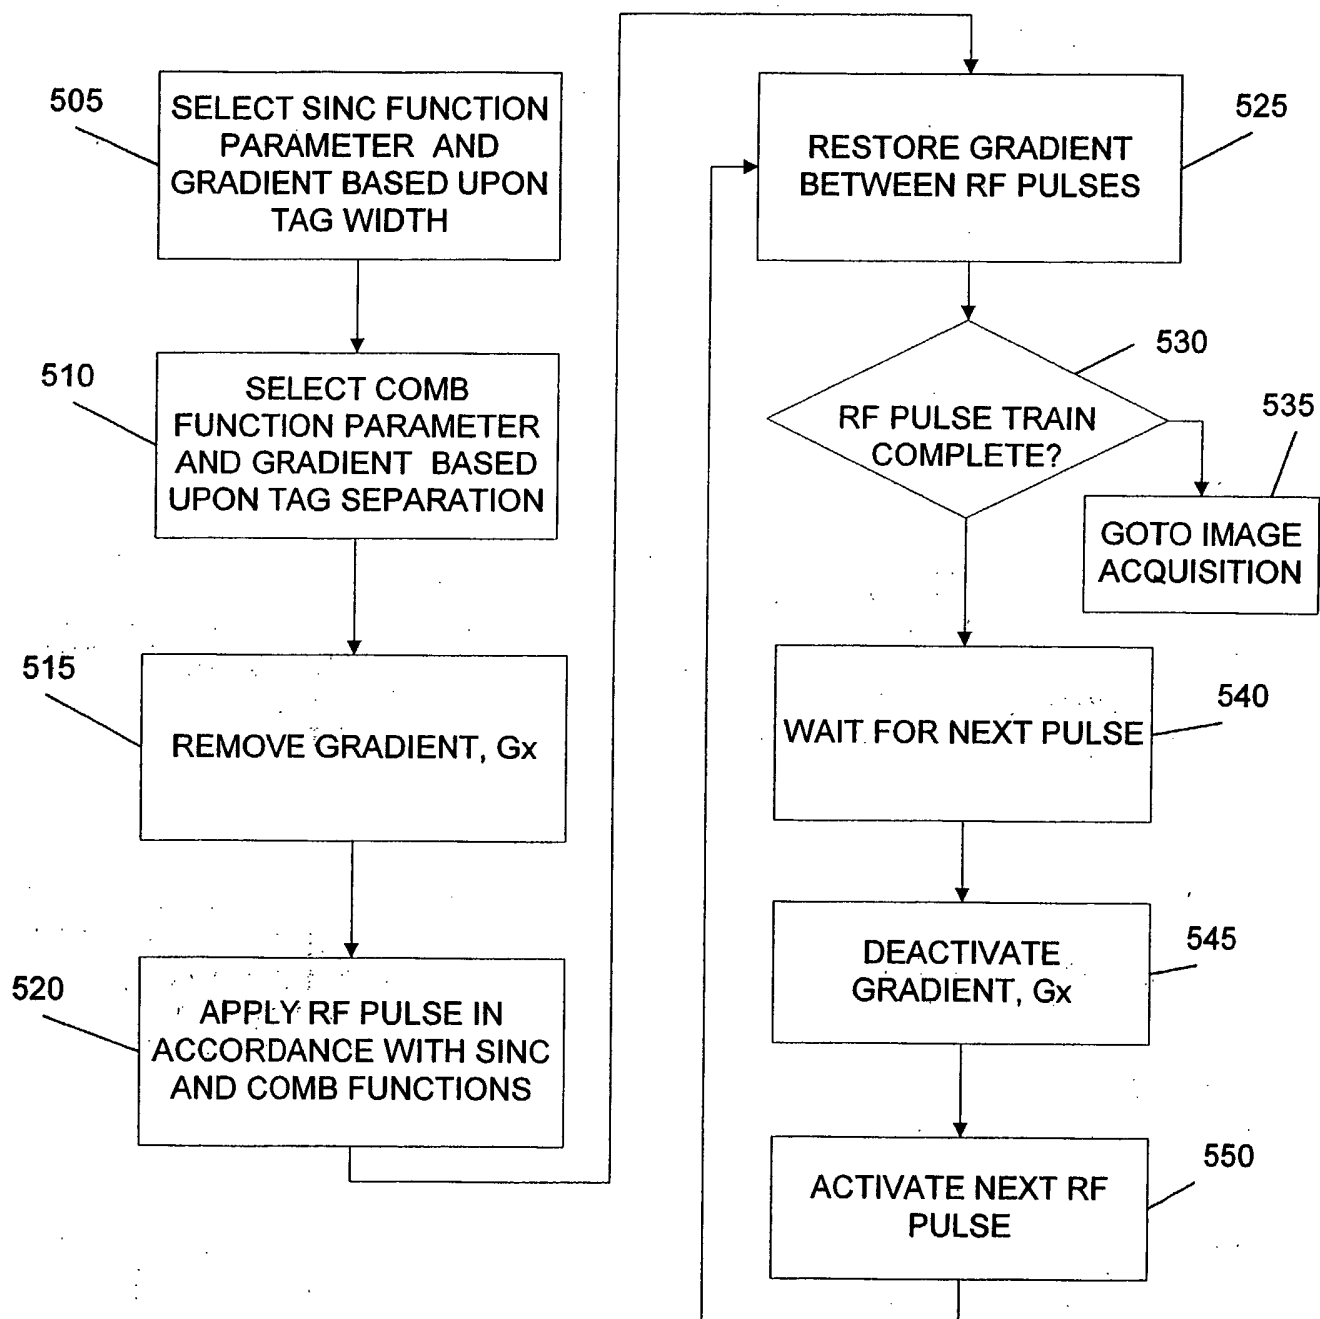 505
SELECT SINC FUNCTION
PARAMETER AND
GRADIENT BASED UPON
TAG WIDTH
510
SELECT COMB
FUNCTION PARAMETER
AND GRADIENT BASED
UPON TAG SEPARATION
515
REMOVE GRADIENT, Gx
520
APPLY RF PULSE IN
ACCORDANCE WITH SINC
AND COMB FUNCTIONS
525
RESTORE GRADIENT
BETWEEN RF PULSES
530
RF PULSE TRAIN
COMPLETE?
535
GOTO IMAGE
ACQUISITION
540
WAIT FOR NEXT PULSE
545
DEACTIVATE
GRADIENT, Gx
550
ACTIVATE NEXT RF
PULSE